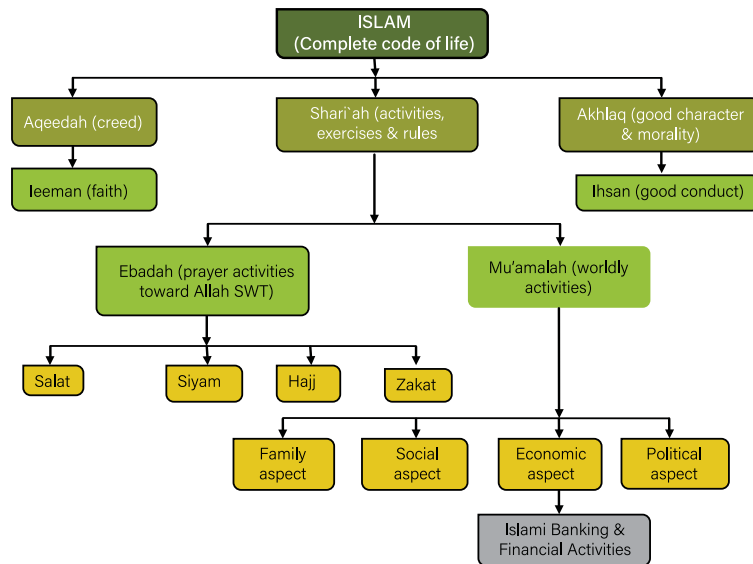 ISLAM
(Complete code of life)
Aqeedah (creed)
Shari`ah (activities,
exercises & rules
Akhlaq (good character
& morality)
Ieeman (faith)
Ihsan (good conduct)
Ebadah (prayer activities
toward Allah SWT)
Mu’amalah (worldly
activities)
Salat
Siyam
Hajj
Zakat
Family
aspect
Social
aspect
Economic
aspect
Political
aspect
Islami Banking &
Financial Activities